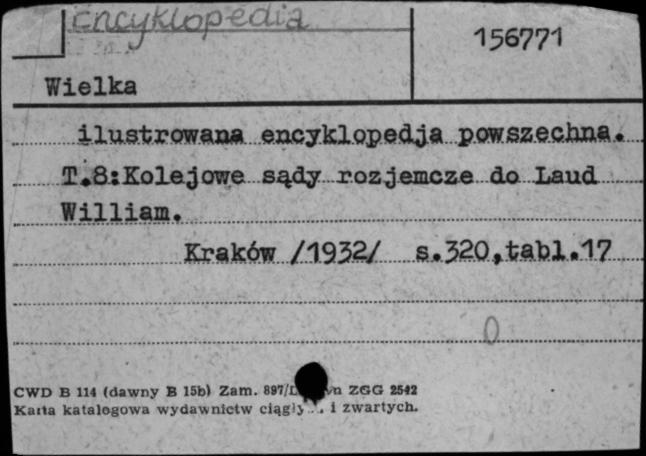 encyklopedia
156771
Wielka
ilustrowana encyklopedja powszechna.
T.8:Kolejowe sądy rozjemcze do Laud
William.
Kraków /1932/ s.320,tabl.17
0
CWD B 114 (dawny B 15b) Zam. 897/ ZGG 2542
Karta katalogowa wydawnictw i zwartych.